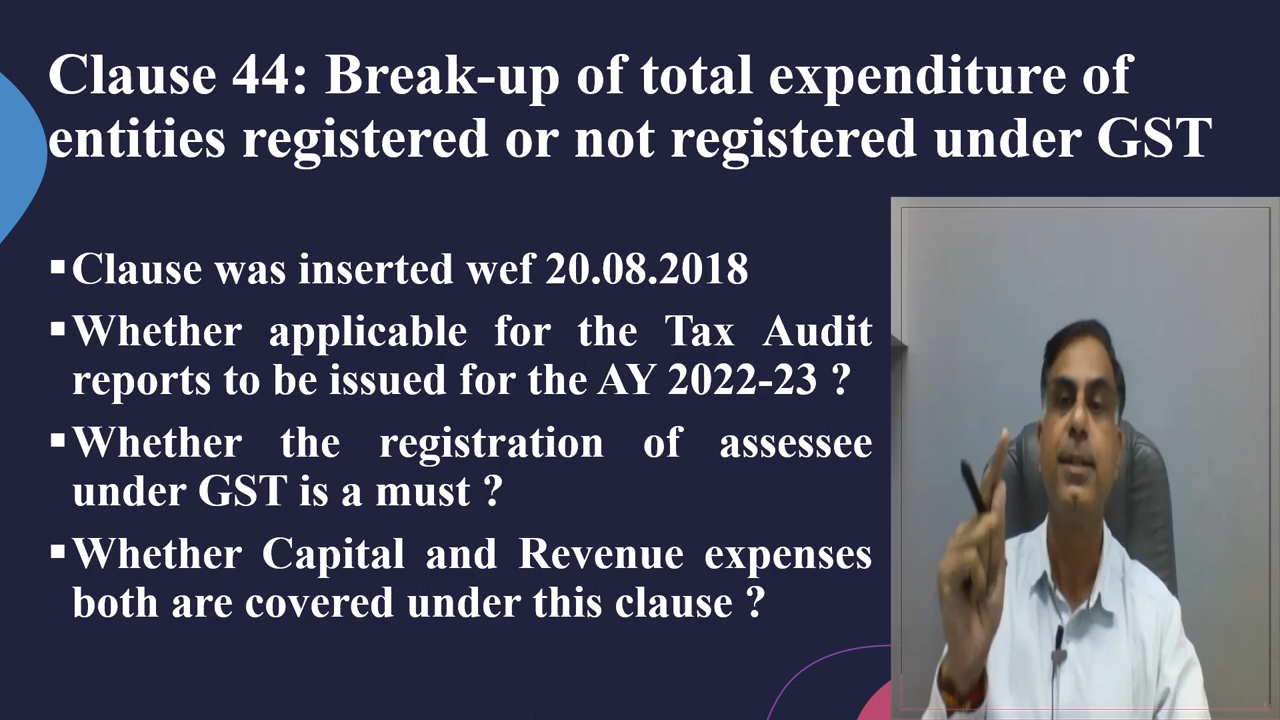 Clause 44: Break-up of total expenditure of
entities registered or not registered under GST
▪Clause was inserted wef 20.08.2018
▪Whether applicable for the Tax Audit
reports to be issued for the AY 2022-23 ?
▪Whether the registration of assessee
under GST is a must ?
▪Whether Capital and Revenue expenses
both are covered under this clause ?